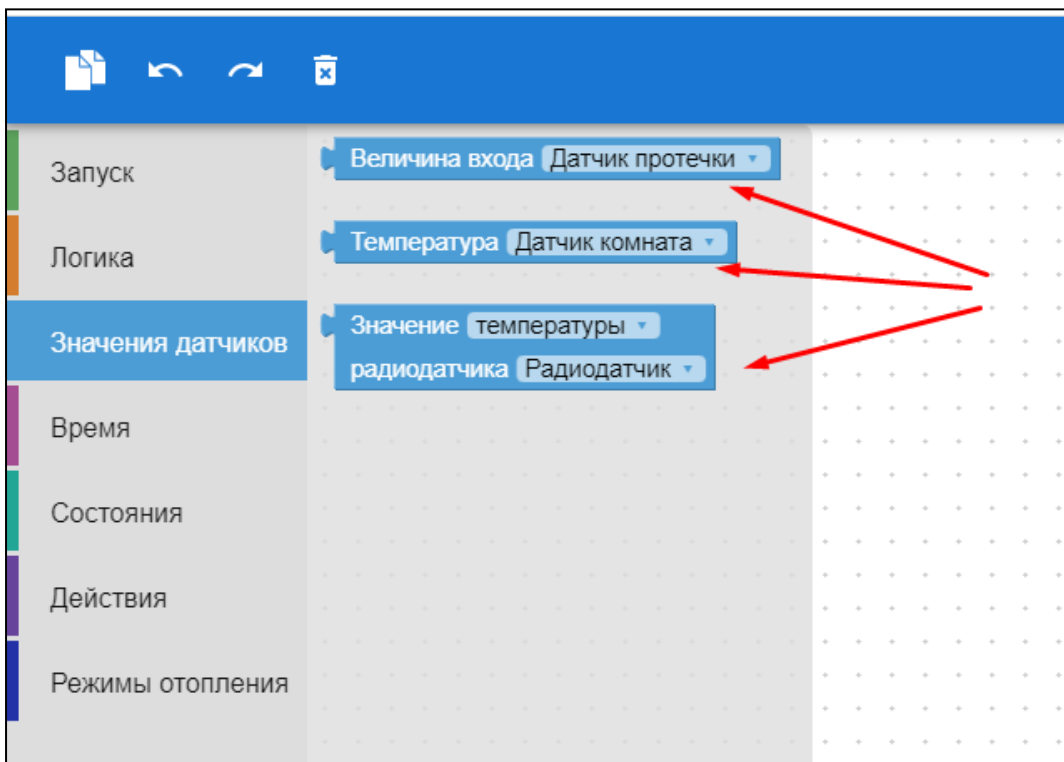 Запуск
Логика
Значения датчиков
Время
Состояния
Действия
Режимы отопления
Величина входа Датчик протечки
Температура Датчик комната
Значение температуры
радиодатчика Радиодатчик